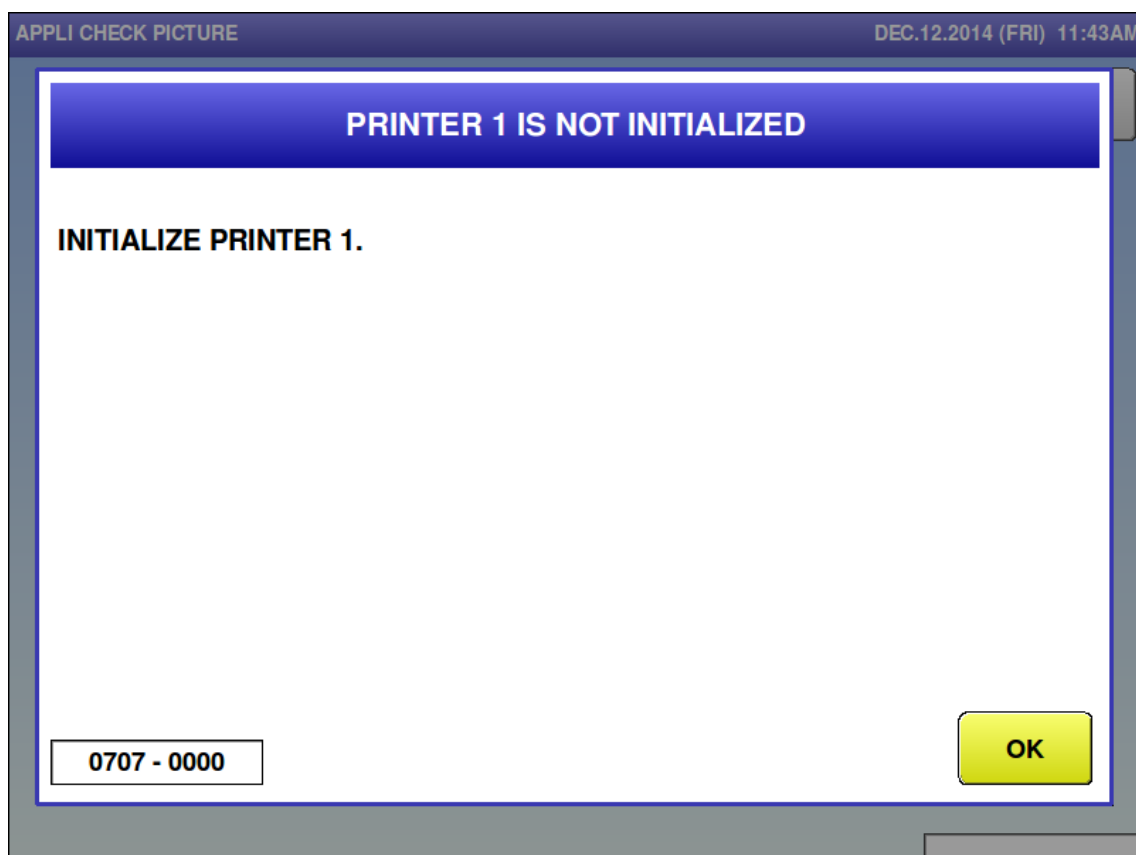 APPLI CHECK PICTURE DEC.12.2014 (FRI) 11:43AM
PRINTER 1 IS NOT INITIALIZED
INITIALIZE PRINTER 1.
0707 - 0000
OK